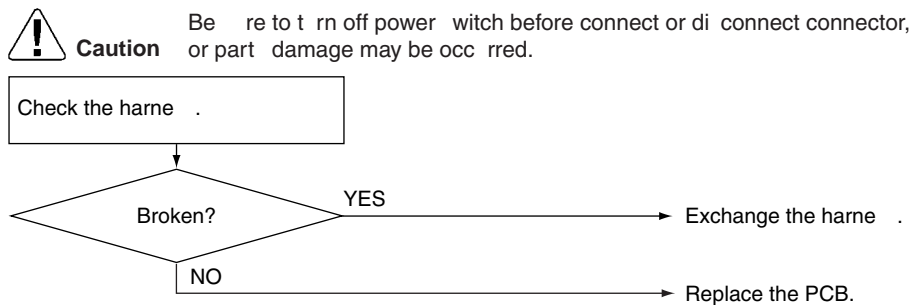 Caution
Be re to t rn off power witch before connect or di connect connector,
or part damage may be occ rred.
Check the harne .
Broken?
YES
Exchange the harne .
NO
Replace the PCB.